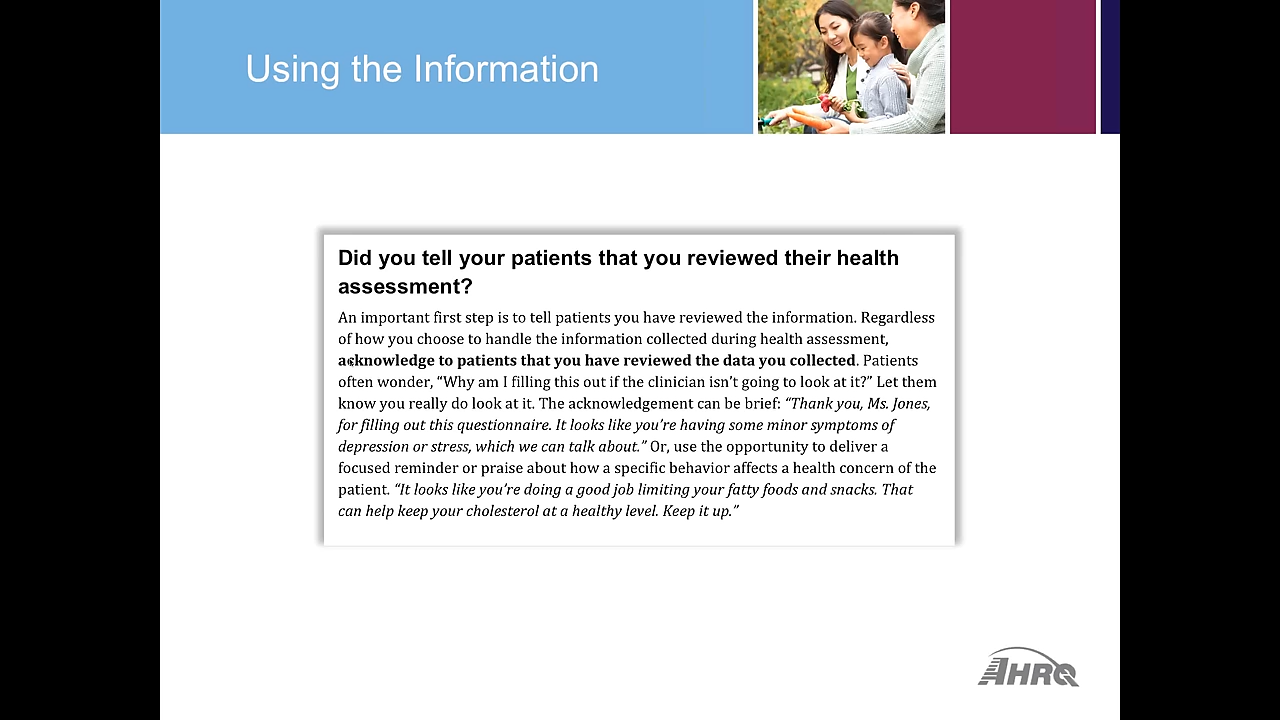 Using the Information
Did you tell your patients that you reviewed their health
assessment?
An important first step is to tell patients you have reviewed the information. Regardless
of how you choose to handle the information collected during health assessment,
acknowledge to patients that you have reviewed the data you collected. Patients
often wonder, “Why am I filling this out if the clinician isn’t going to look at it?” Let them
know you really do look at it. The acknowledgement can be brief: “Thank you, Ms. Jones,
for filling out this questionnaire. It looks like you’re having some minor symptoms of
depression or stress, which we can talk about.” Or, use the opportunity to deliver a
focused reminder or praise about how a specific behavior affects a health concern of the
patient. “It looks like you’re doing a good job limiting your fatty foods and snacks. That
can help keep your cholesterol at a healthy level. Keep it up.”
AHRQ